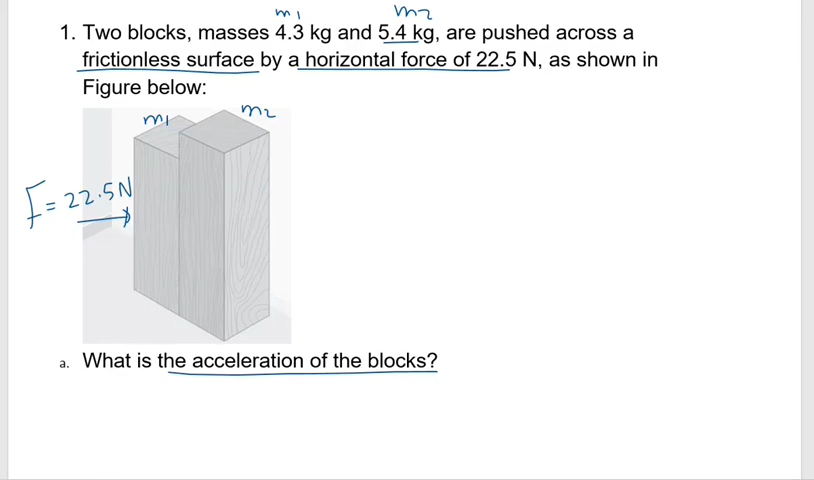 m1 m2
1. Two blocks, masses 4.3 kg and 5.4 kg, are pushed across a
frictionless surface by a horizontal force of 22.5 N, as shown in
Figure below:
m1 m2
F = 22.5N
a. What is the acceleration of the blocks?